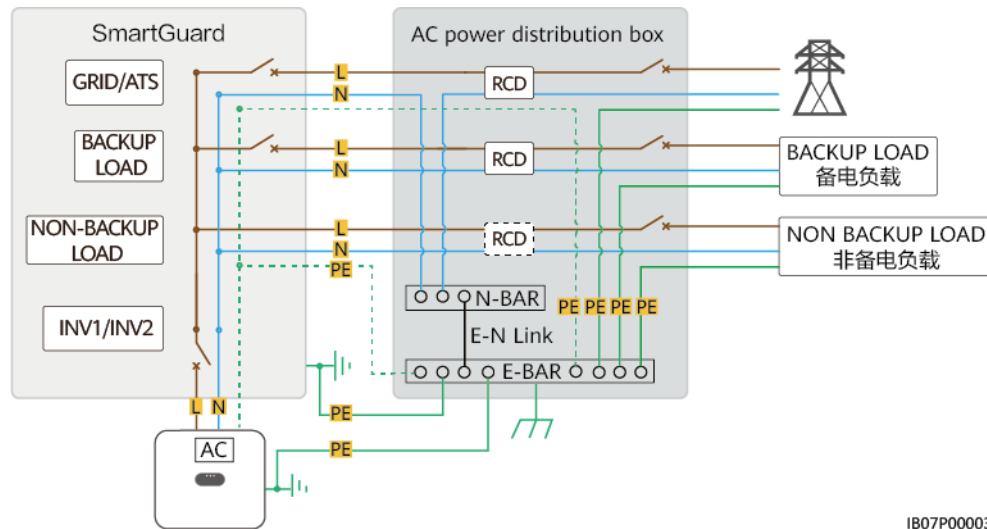 SmartGuard
AC power distribution box
GRID/ATS
L
N
RCD
BACKUP
LOAD
L
N
RCD
BACKUP LOAD
备电负载
NON-BACKUP
LOAD
L
N
PE
RCD
NON BACKUP LOAD
非备电负载
N-BAR
PE
PE
PE
PE
INV1/INV2
E-N Link
E-BAR
L
N
PE
AC
PE
IB07P00003